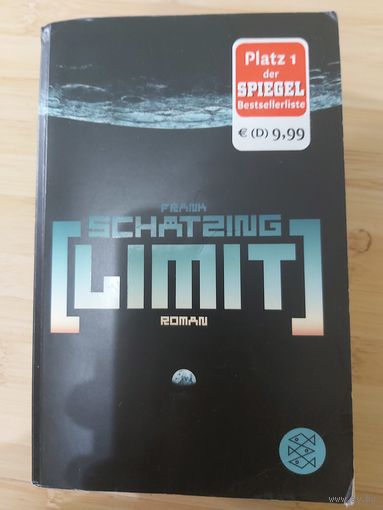 Platz 1
der
SPIEGEL
Bestsellerliste
€ (D) 9,99
FRANK
SCHÄTZING
[LIMIT]
ROMAN